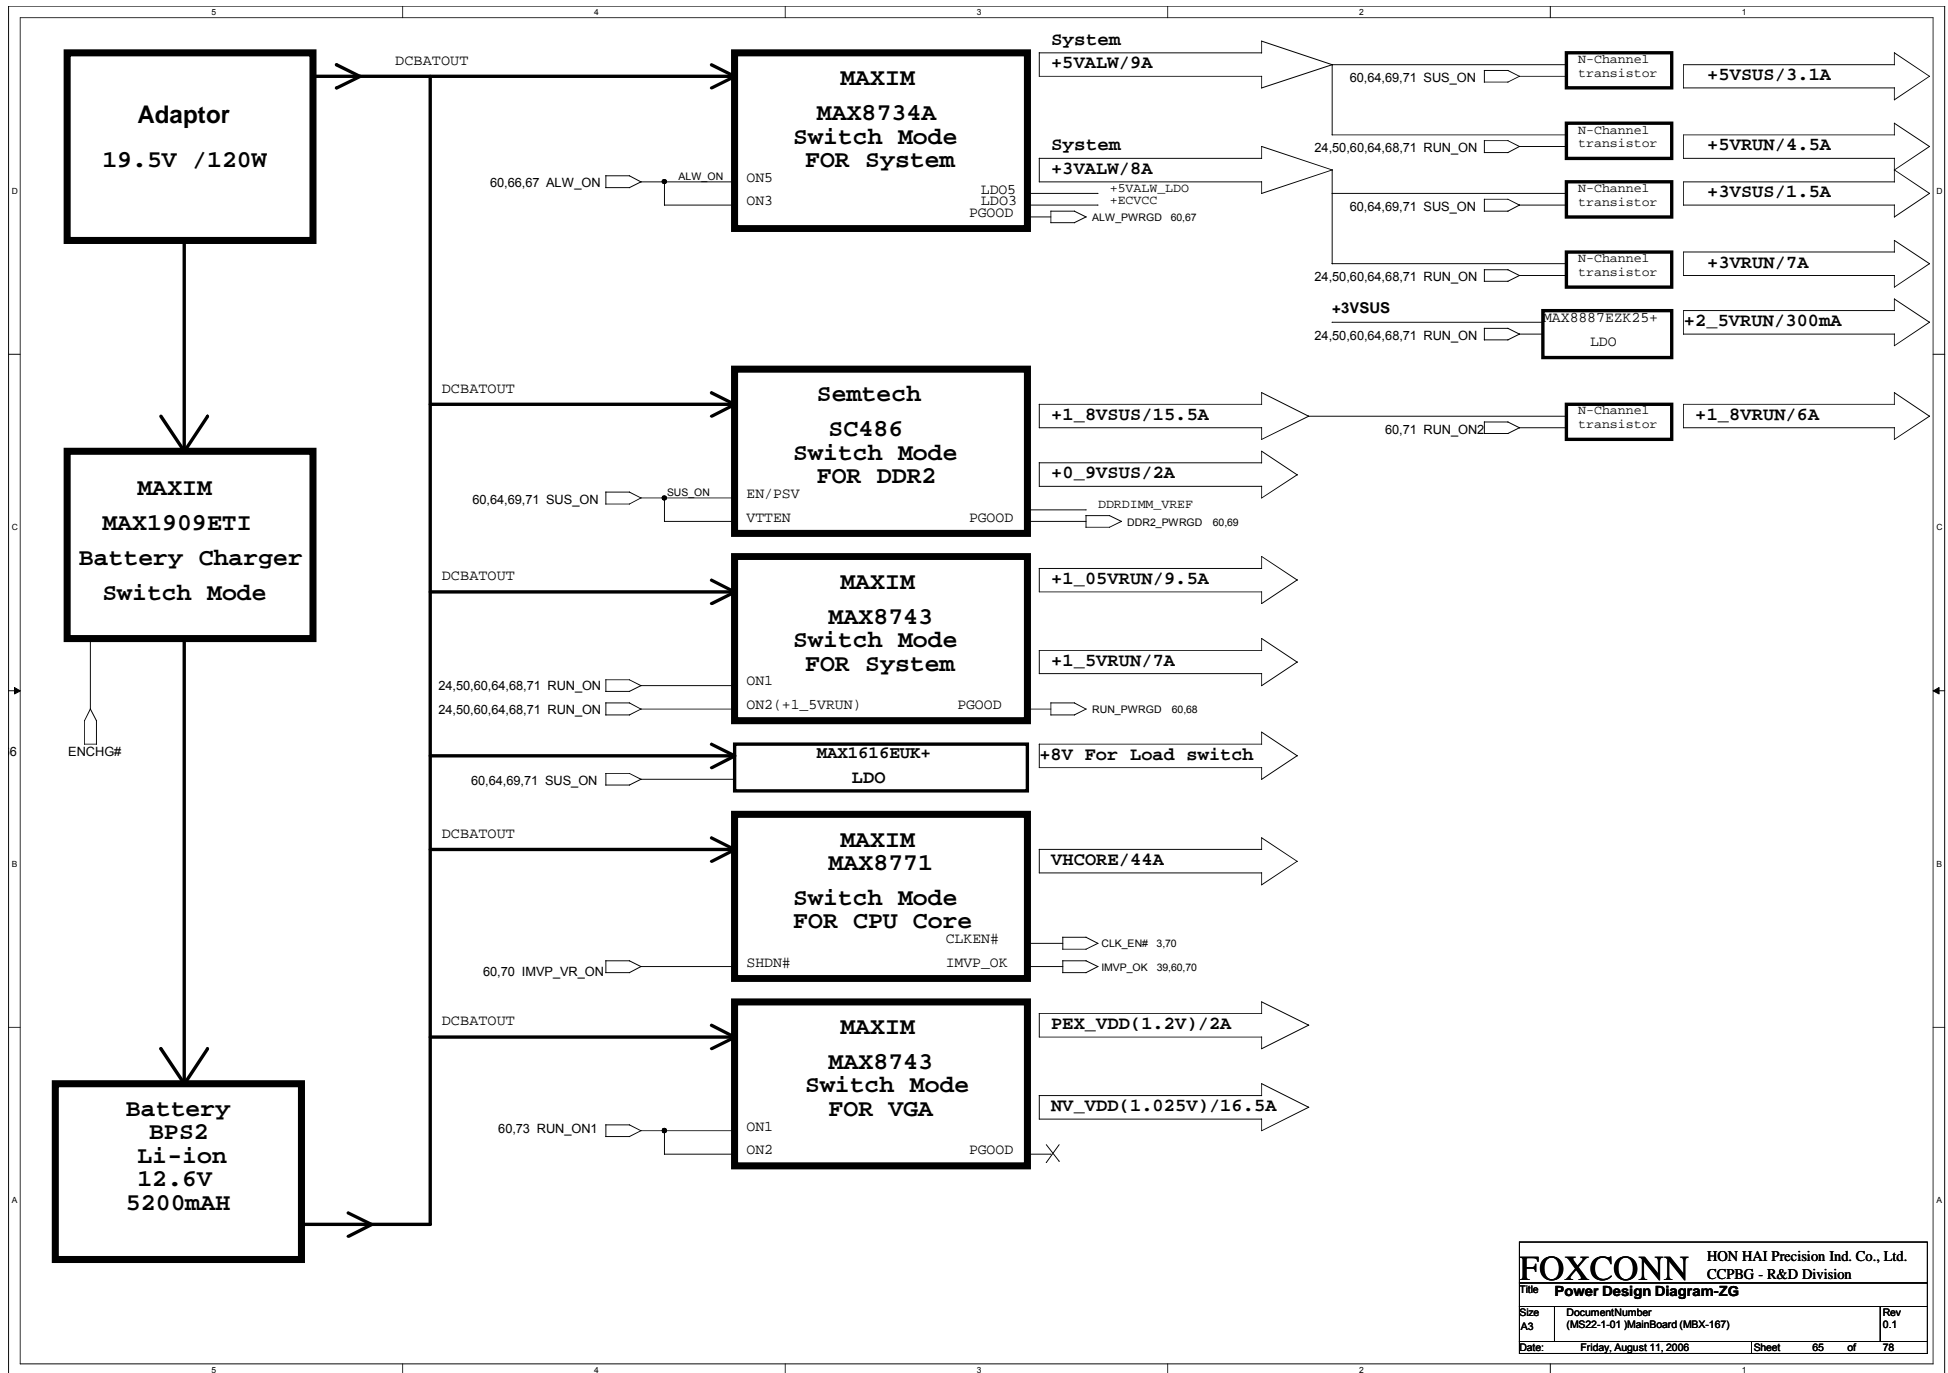 5
4
3
2
1
Adaptor
19.5V /120W
DCBATOUT
MAXIM
MAX8734A
Switch Mode
FOR System
60,66,67 ALW_ON
ALW_ON
ON5
ON3
LDO5
LDO3
PGOOD
System
+5VALW/9A
System
+3VALW/8A
+5VALW_LDO
+ECVCC
ALW_PWRGD 60,67
60,64,69,71 SUS_ON
N-Channel
transistor
+5VSUS/3.1A
24,50,60,64,68,71 RUN_ON
N-Channel
transistor
+5VRUN/4.5A
60,64,69,71 SUS_ON
N-Channel
transistor
+3VSUS/1.5A
24,50,60,64,68,71 RUN_ON
N-Channel
transistor
+3VRUN/7A
+3VSUS
24,50,60,64,68,71 RUN_ON
MAX8887EZK25+
LDO
+2_5VRUN/300mA
D
D
DCBATOUT
Semtech
SC486
Switch Mode
FOR DDR2
60,64,69,71 SUS_ON
SUS_ON
EN/PSV
VTTEN
PGOOD
+1_8VSUS/15.5A
+0_9VSUS/2A
DDRDIMM_VREF
DDR2_PWRGD 60,69
60,71 RUN_ON2
N-Channel
transistor
+1_8VRUN/6A
MAXIM
MAX1909ETI
Battery Charger
Switch Mode
ENCHG#
C
C
DCBATOUT
MAXIM
MAX8743
Switch Mode
FOR System
24,50,60,64,68,71 RUN_ON
24,50,60,64,68,71 RUN_ON
ON1
ON2(+1_5VRUN)
PGOOD
+1_05VRUN/9.5A
+1_5VRUN/7A
RUN_PWRGD 60,68
6
60,64,69,71 SUS_ON
MAX1616EUK+
LDO
+8V For Load switch
DCBATOUT
MAXIM
MAX8771
Switch Mode
FOR CPU Core
60,70 IMVP_VR_ON
SHDN#
CLKEN#
IMVP_OK
VHCORE/44A
CLK_EN# 3,70
IMVP_OK 39,60,70
B
B
DCBATOUT
MAXIM
MAX8743
Switch Mode
FOR VGA
60,73 RUN_ON1
ON1
ON2
PGOOD
PEX_VDD(1.2V)/2A
NV_VDD(1.025V)/16.5A
Battery
BPS2
Li-ion
12.6V
5200mAH
A
A
FOXCONN
HON HAI Precision Ind. Co., Ltd.
CCPBG - R&D Division
Title Power Design Diagram-ZG
Size
A3
DocumentNumber
(MS22-1-01 )MainBoard (MBX-167)
Rev
0.1
Date: Friday, August 11, 2006 Sheet 65 of 78
5
4
3
2
1